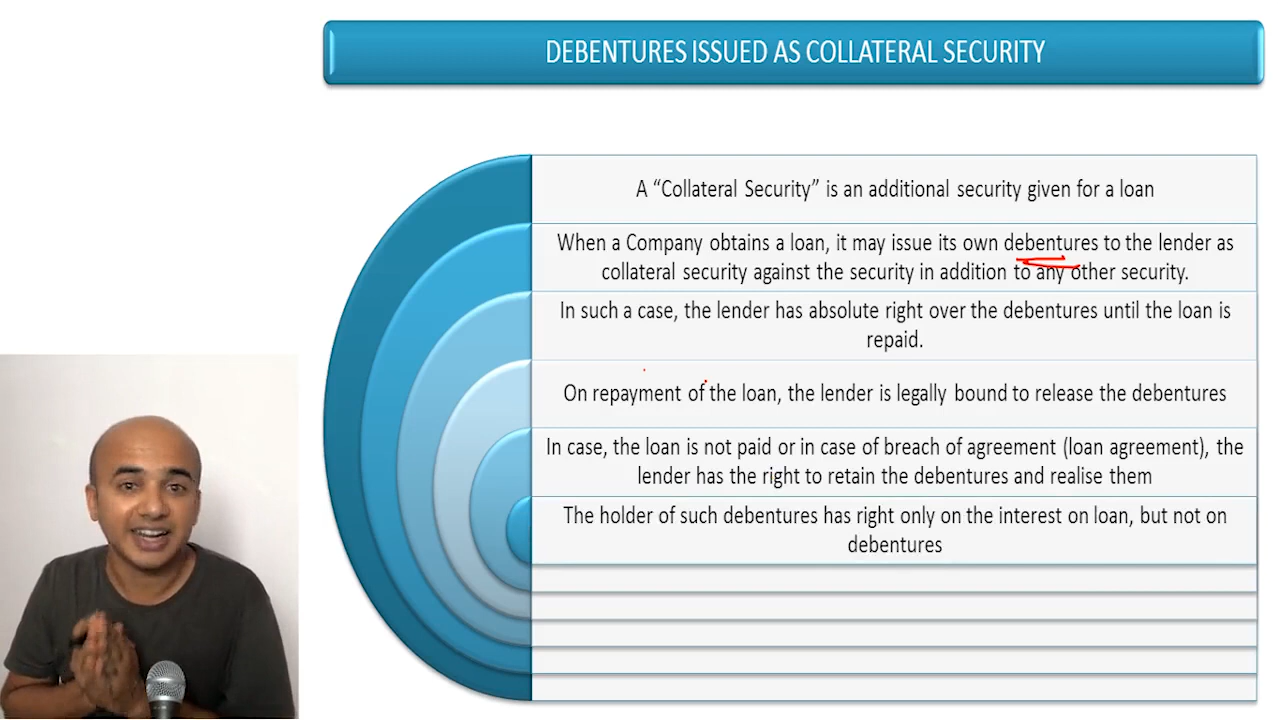 DEBENTURES ISSUED AS COLLATERAL SECURITY
A “Collateral Security” is an additional security given for a loan
When a Company obtains a loan, it may issue its own debentures to the lender as
collateral security against the security in addition to any other security.
In such a case, the lender has absolute right over the debentures until the loan is
repaid.
On repayment of the loan, the lender is legally bound to release the debentures
In case, the loan is not paid or in case of breach of agreement (loan agreement), the
lender has the right to retain the debentures and realise them
The holder of such debentures has right only on the interest on loan, but not on
debentures